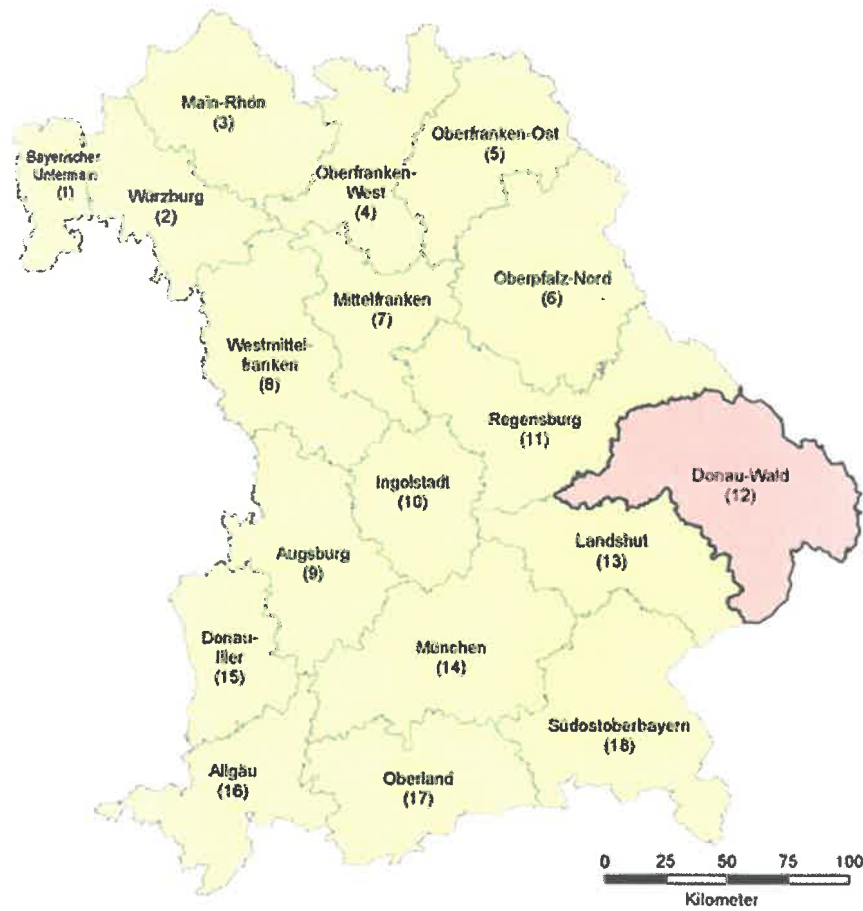 Main-Rhön
(3)
Oberfranken-Ost
(5)
Bayerischer
Untermain
(1)
Oberfranken-
West
(4)
Würzburg
(2)
Oberpfalz-Nord
(6)
Mittelfranken
(7)
Westmittel-
franken
(8)
Regensburg
(11)
Donau-Wald
(12)
Ingolstadt
(10)
Landshut
(13)
Augsburg
(9)
Donau-
Iller
(15)
München
(14)
Südostoberbayern
(18)
Allgäu
(16)
Oberland
(17)
0 25 50 75 100
Kilometer